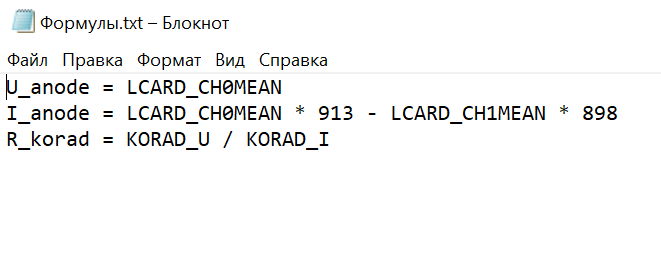 Формулы.txt – Блокнот
Файл Правка Формат Вид Справка
U_anode = LCARD_CH0MEAN
I_anode = LCARD_CH0MEAN * 913 - LCARD_CH1MEAN * 898
R_korad = KORAD_U / KORAD_I